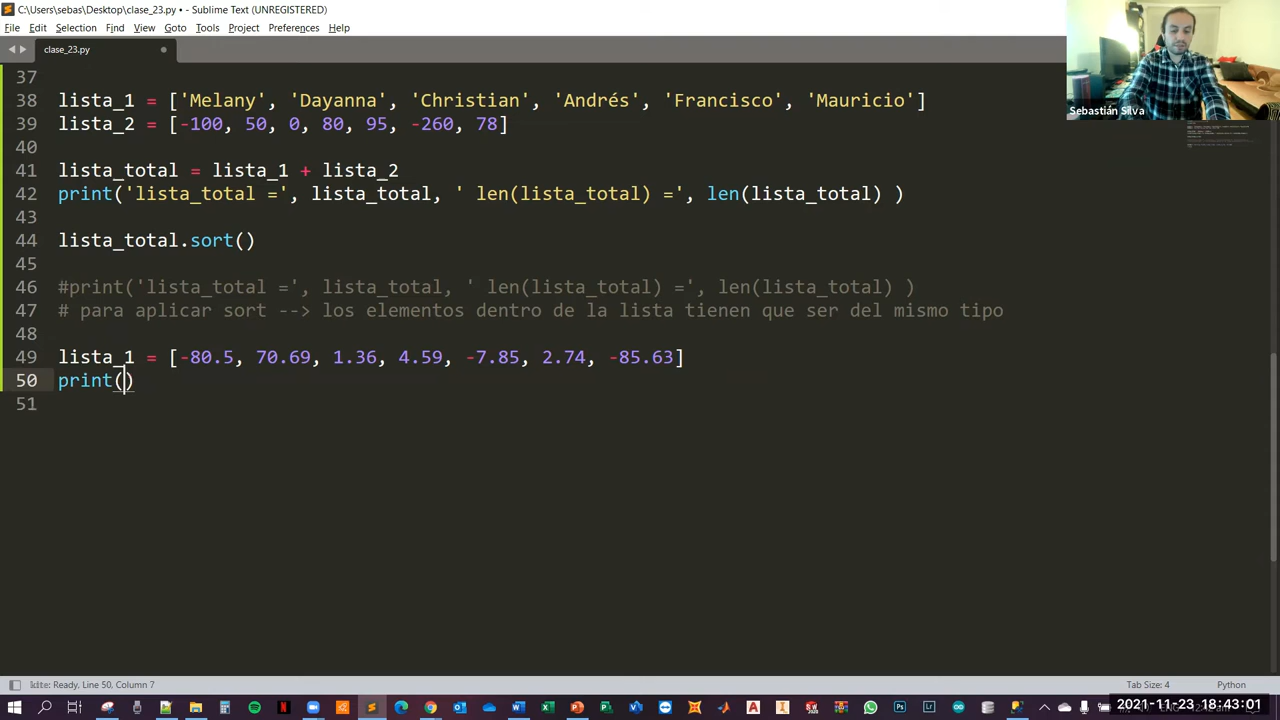 C:\Users\sebas\Desktop\clase_23.py • - Sublime Text (UNREGISTERED)
File Edit Selection Find View Goto Tools Project Preferences Help
clase_23.py
Sebastián Silva
37
38 lista_1 = ['Melany', 'Dayanna', 'Christian', 'Andrés', 'Francisco', 'Mauricio']
39 lista_2 = [-100, 50, 0, 80, 95, -260, 78]
40
41 lista_total = lista_1 + lista_2
42 print('lista_total =', lista_total, ' len(lista_total) =', len(lista_total) )
43
44 lista_total.sort()
45
46 #print('lista_total =', lista_total, ' len(lista_total) =', len(lista_total) )
47 # para aplicar sort --> los elementos dentro de la lista tienen que ser del mismo tipo
48
49 lista_1 = [-80.5, 70.69, 1.36, 4.59, -7.85, 2.74, -85.63]
50 print()
51
Ready, Line 50, Column 7
Tab Size: 4 Python
2021-11-23 18:43:01